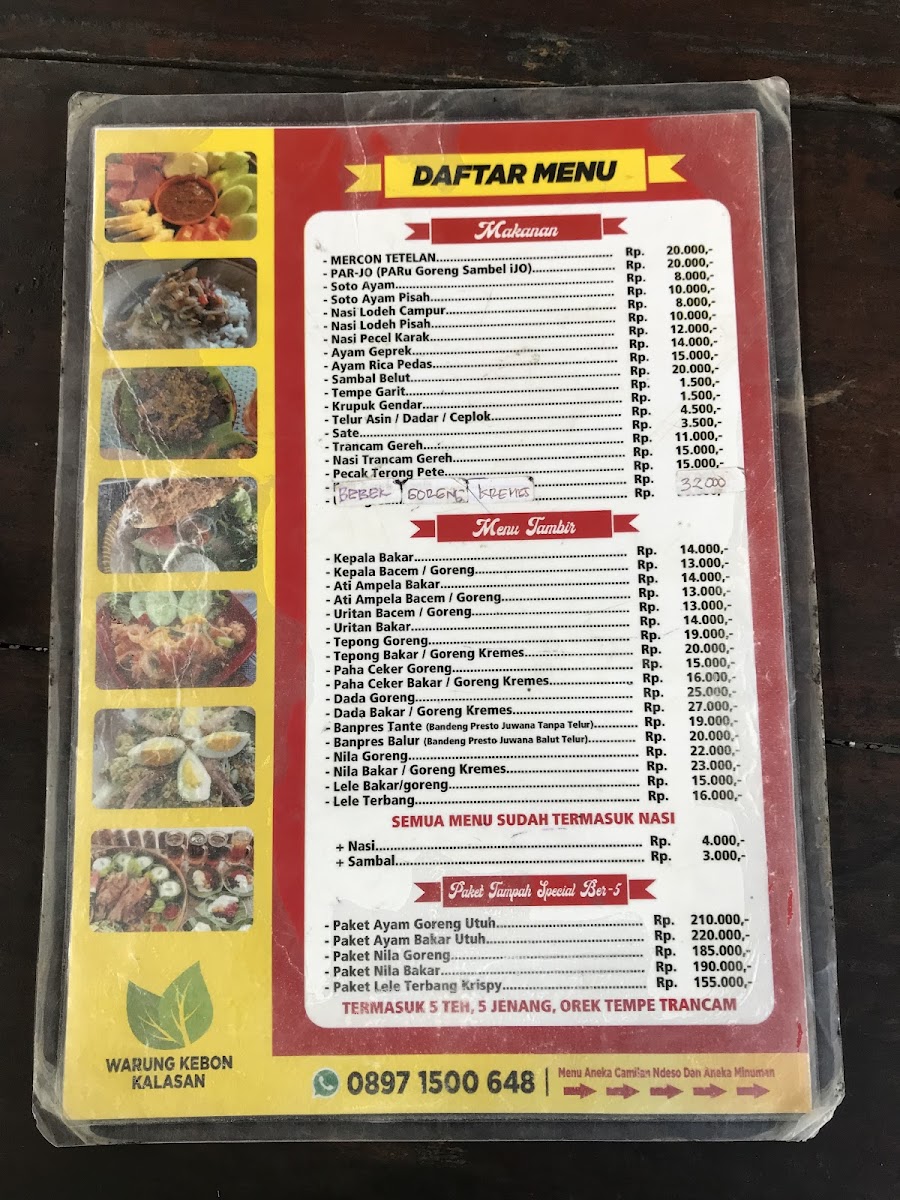 DAFTAR MENU
Makanan
- MERCON TETELAN Rp. 20.000,-
- PAR-JO (PARu Goreng Sambel iJO) Rp. 20.000,-
- Soto Ayam Rp. 8.000,-
- Soto Ayam Pisah Rp. 10.000,-
- Nasi Lodeh Campur Rp. 8.000,-
- Nasi Lodeh Pisah Rp. 10.000,-
- Nasi Pecel Karak Rp. 12.000,-
- Ayam Geprek Rp. 14.000,-
- Ayam Rica Pedas Rp. 15.000,-
- Sambal Belut Rp. 20.000,-
- Tempe Garit Rp. 1.500,-
- Krupuk Gendar Rp. 1.500,-
- Telur Asin / Dadar / Ceplok Rp. 4.500,-
- Sate Rp. 3.500,-
- Trancam Gereh Rp. 11.000,-
- Nasi Trancam Gereh Rp. 15.000,-
- Pecak Terong Pete Rp. 15.000,-
- BEBEK GORENG KREMES Rp. 32000
Menu Tambir
- Kepala Bakar Rp. 14.000,-
- Kepala Bacem / Goreng Rp. 13.000,-
- Ati Ampela Bakar Rp. 14.000,-
- Ati Ampela Bacem / Goreng Rp. 13.000,-
- Uritan Bacem / Goreng Rp. 13.000,-
- Uritan Bakar Rp. 14.000,-
- Tepong Goreng Rp. 19.000,-
- Tepong Bakar / Goreng Kremes Rp. 20.000,-
- Paha Ceker Goreng Rp. 15.000,-
- Paha Ceker Bakar / Goreng Kremes Rp. 16.000,-
- Dada Goreng Rp. 25.000,-
- Dada Bakar / Goreng Kremes Rp. 27.000,-
- Banpres Tante (Bandeng Presto Juwana Tanpa Telur) Rp. 19.000,-
- Banpres Balur (Bandeng Presto Juwana Balut Telur) Rp. 20.000,-
- Nila Goreng Rp. 22.000,-
- Nila Bakar / Goreng Kremes Rp. 23.000,-
- Lele Bakar/goreng Rp. 15.000,-
- Lele Terbang Rp. 16.000,-
SEMUA MENU SUDAH TERMASUK NASI
+ Nasi Rp. 4.000,-
+ Sambal Rp. 3.000,-
Paket Tampah Special Ber-5
- Paket Ayam Goreng Utuh Rp. 210.000,-
- Paket Ayam Bakar Utuh Rp. 220.000,-
- Paket Nila Goreng Rp. 185.000,-
- Paket Nila Bakar Rp. 190.000,-
- Paket Lele Terbang Krispy Rp. 155.000,-
TERMASUK 5 TEH, 5 JENANG, OREK TEMPE TRANCAM
WARUNG KEBON
KALASAN
0897 1500 648 | Menu Aneka Camilan Ndeso Dan Aneka Minuman